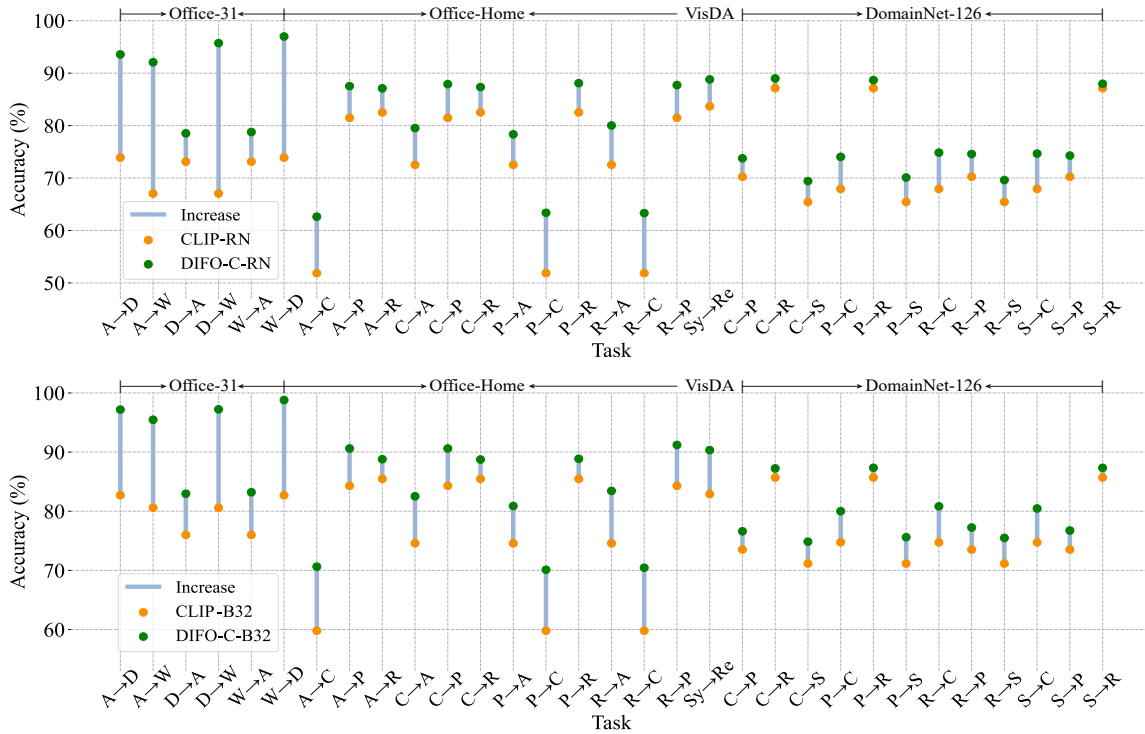 Office-31 Office-Home VisDA DomainNet-126
100
90
80
70
60
50
Accuracy (%)
Increase
CLIP-RN
DIFO-C-RN
A→D A→W D→A D→W W→A W→D A→C A→P A→R C→A C→P C→R P→A P→C P→R R→A R→C R→P Sy→Re C→P C→R C→S P→C P→R P→S R→C R→P R→S S→C S→P S→R
Task
Office-31 Office-Home VisDA DomainNet-126
100
90
80
70
60
Accuracy (%)
Increase
CLIP-B32
DIFO-C-B32
A→D A→W D→A D→W W→A W→D A→C A→P A→R C→A C→P C→R P→A P→C P→R R→A R→C R→P Sy→Re C→P C→R C→S P→C P→R P→S R→C R→P R→S S→C S→P S→R
Task